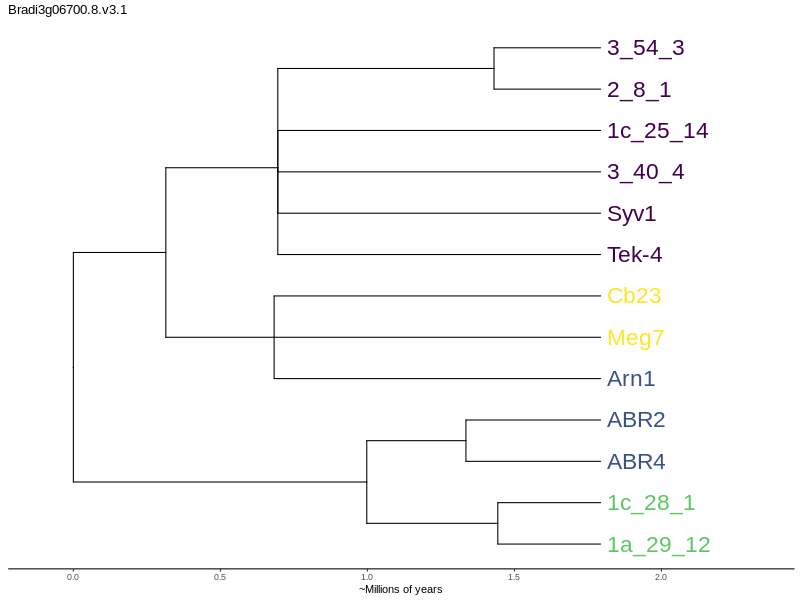 Bradi3g06700.8.v3.1
3_54_3
2_8_1
1c_25_14
3_40_4
Syv1
Tek-4
Cb23
Meg7
Arn1
ABR2
ABR4
1c_28_1
1a_29_12
0.0 0.5 1.0 1.5 2.0
~Millions of years